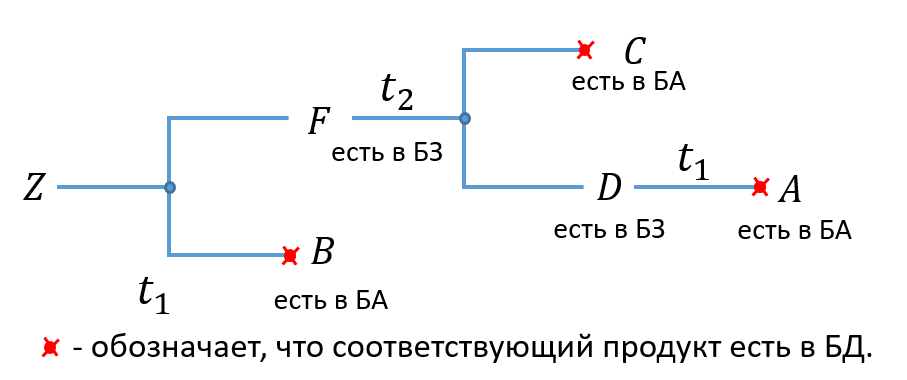 C
t₂
есть в БА
F
есть в БЗ
t₁
Z
D
A
есть в БЗ
есть в БА
B
t₁
есть в БА
- обозначает, что соответствующий продукт есть в БД.